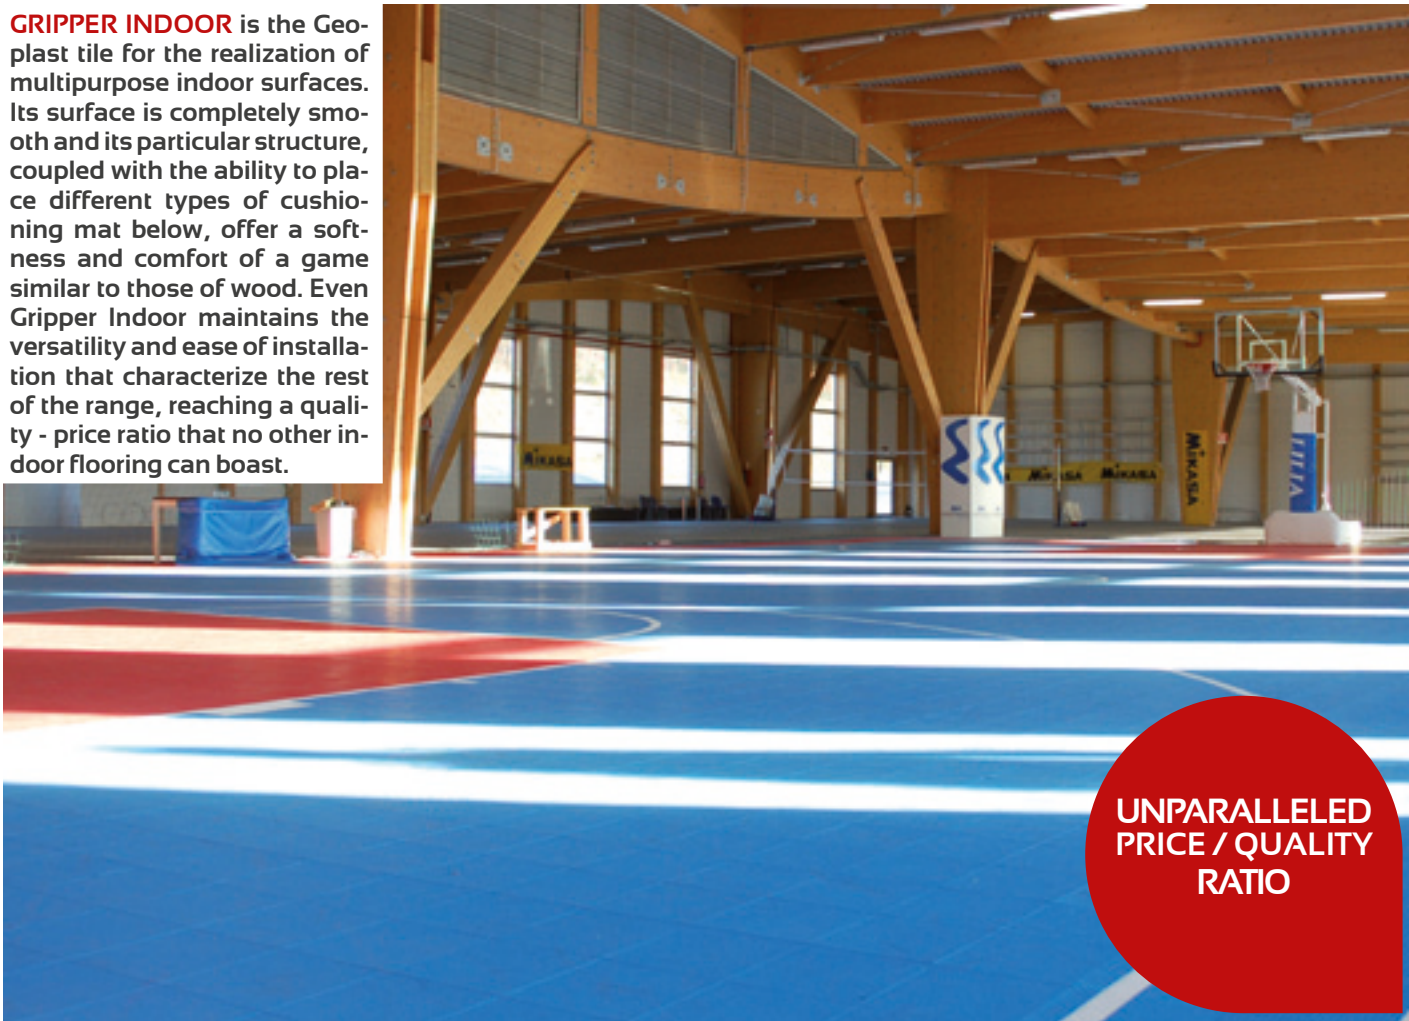 GRIPPER INDOOR is the Geo-
plast tile for the realization of
multipurpose indoor surfaces.
Its surface is completely smo-
oth and its particular structure,
coupled with the ability to pla-
ce different types of cushio-
ning mat below, offer a soft-
ness and comfort of a game
similar to those of wood. Even
Gripper Indoor maintains the
versatility and ease of installa-
tion that characterize the rest
of the range, reaching a quali-
ty - price ratio that no other in-
door flooring can boast.
MIKASA
MIKASA
MIKASA
MIKASA
UNPARALLELED
PRICE / QUALITY
RATIO